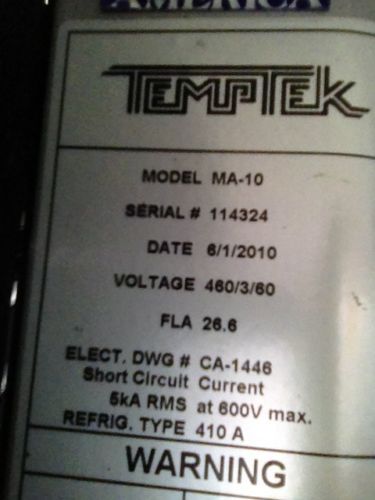 AMERICA
TEMPTEK
MODEL MA-10
SERIAL # 114324
DATE 6/1/2010
VOLTAGE 460/3/60
FLA 26.6
ELECT. DWG # CA-1446
Short Circuit Current
5kA RMS at 600V max.
REFRIG. TYPE 410 A
WARNING